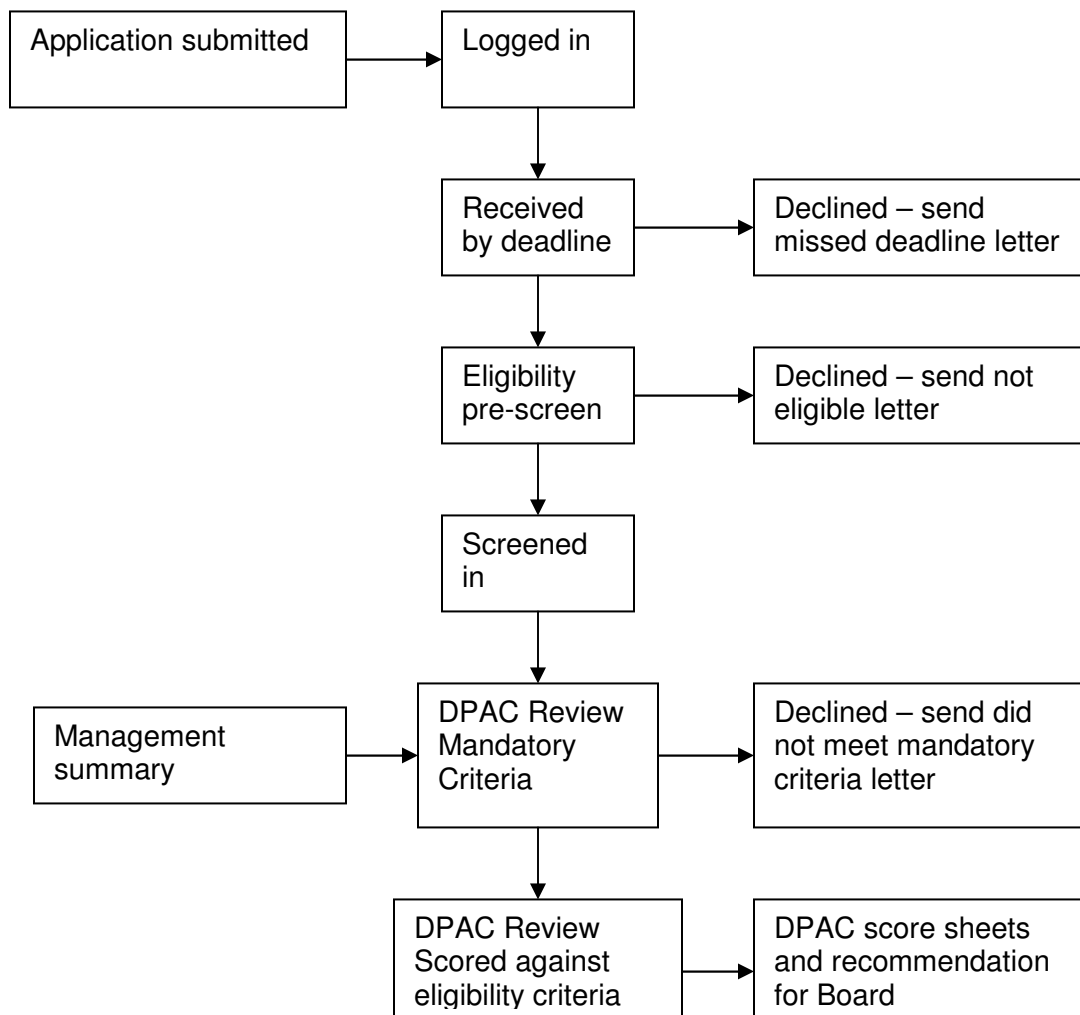 Application submitted
Logged in
Received
by deadline
Declined – send
missed deadline letter
Eligibility
pre-screen
Declined – send not
eligible letter
Screened
in
Management
summary
DPAC Review
Mandatory
Criteria
Declined – send did
not meet mandatory
criteria letter
DPAC Review
Scored against
eligibility criteria
DPAC score sheets
and recommendation
for Board